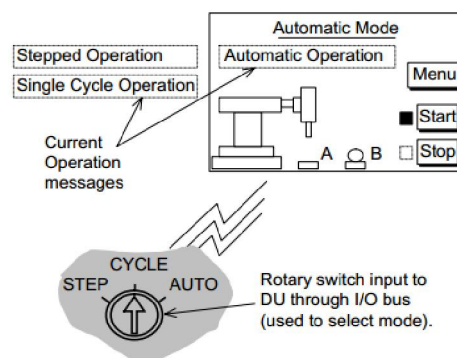 Automatic Mode
Stepped Operation
Automatic Operation
Single Cycle Operation
Menu
Start
Stop
A
B
Current
Operation
messages
CYCLE
STEP
AUTO
Rotary switch input to
DU through I/O bus
(used to select mode).